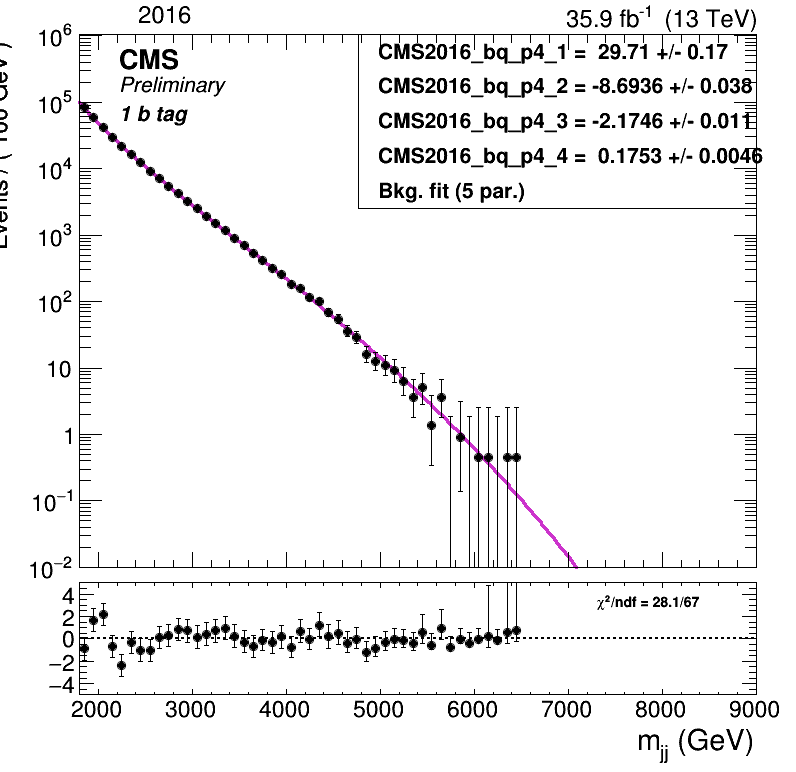 2016
35.9 fb⁻¹ (13 TeV)
CMS
Preliminary
1 b tag
CMS2016_bq_p4_1 = 29.71 +/- 0.17
CMS2016_bq_p4_2 = -8.6936 +/- 0.038
CMS2016_bq_p4_3 = -2.1746 +/- 0.011
CMS2016_bq_p4_4 = 0.1753 +/- 0.0046
Bkg. fit (5 par.)
Events / ( 100 GeV )
10⁶
10⁵
10⁴
10³
10²
10
1
10⁻¹
10⁻²
χ²/ndf = 28.1/67
4
2
0
−2
−4
2000 3000 4000 5000 6000 7000 8000 9000
m_jj (GeV)